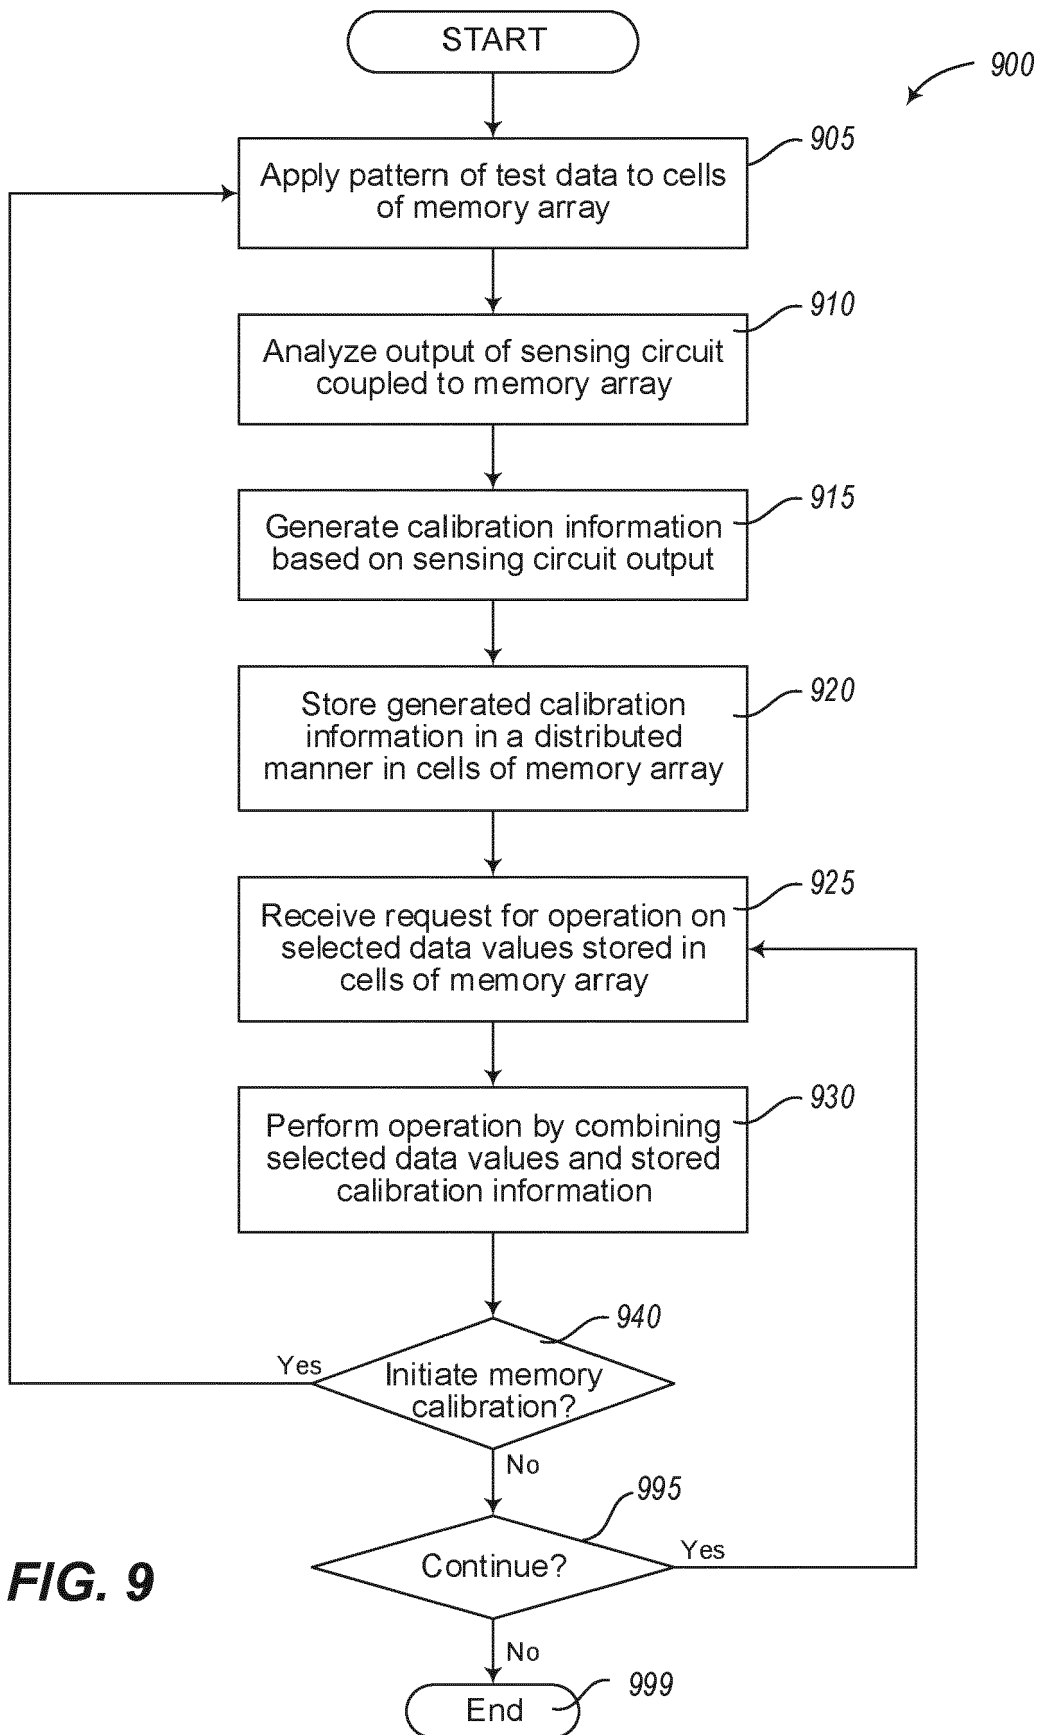 START
900
905
Apply pattern of test data to cells
of memory array
910
Analyze output of sensing circuit
coupled to memory array
915
Generate calibration information
based on sensing circuit output
920
Store generated calibration
information in a distributed
manner in cells of memory array
925
Receive request for operation on
selected data values stored in
cells of memory array
930
Perform operation by combining
selected data values and stored
calibration information
940
Yes
Initiate memory
calibration?
No
995
Continue?
Yes
FIG. 9
No
999
End